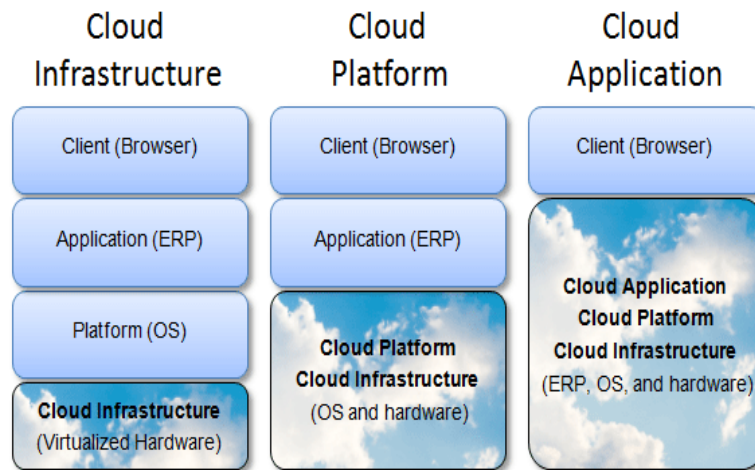 Cloud
Infrastructure
Client (Browser)
Application (ERP)
Platform (OS)
Cloud Infrastructure
(Virtualized Hardware)
Cloud
Platform
Client (Browser)
Application (ERP)
Cloud Platform
Cloud Infrastructure
(OS and hardware)
Cloud
Application
Client (Browser)
Cloud Application
Cloud Platform
Cloud Infrastructure
(ERP, OS, and hardware)